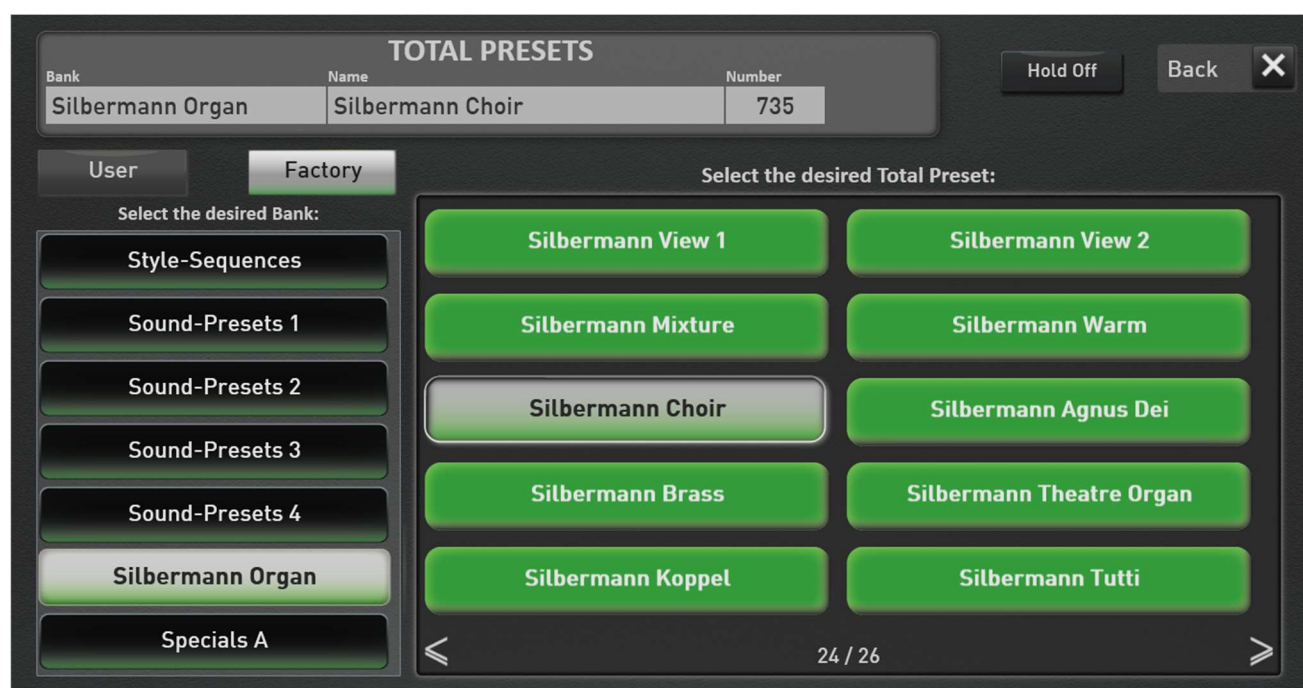 TOTAL PRESETS
Bank Name Number
Silbermann Organ Silbermann Choir 735
Hold Off Back
User Factory
Select the desired Total Preset:
Select the desired Bank:
Style-Sequences
Sound-Presets 1
Sound-Presets 2
Sound-Presets 3
Sound-Presets 4
Silbermann Organ
Specials A
Silbermann View 1 Silbermann View 2
Silbermann Mixture Silbermann Warm
Silbermann Choir Silbermann Agnus Dei
Silbermann Brass Silbermann Theatre Organ
Silbermann Koppel Silbermann Tutti
24 / 26